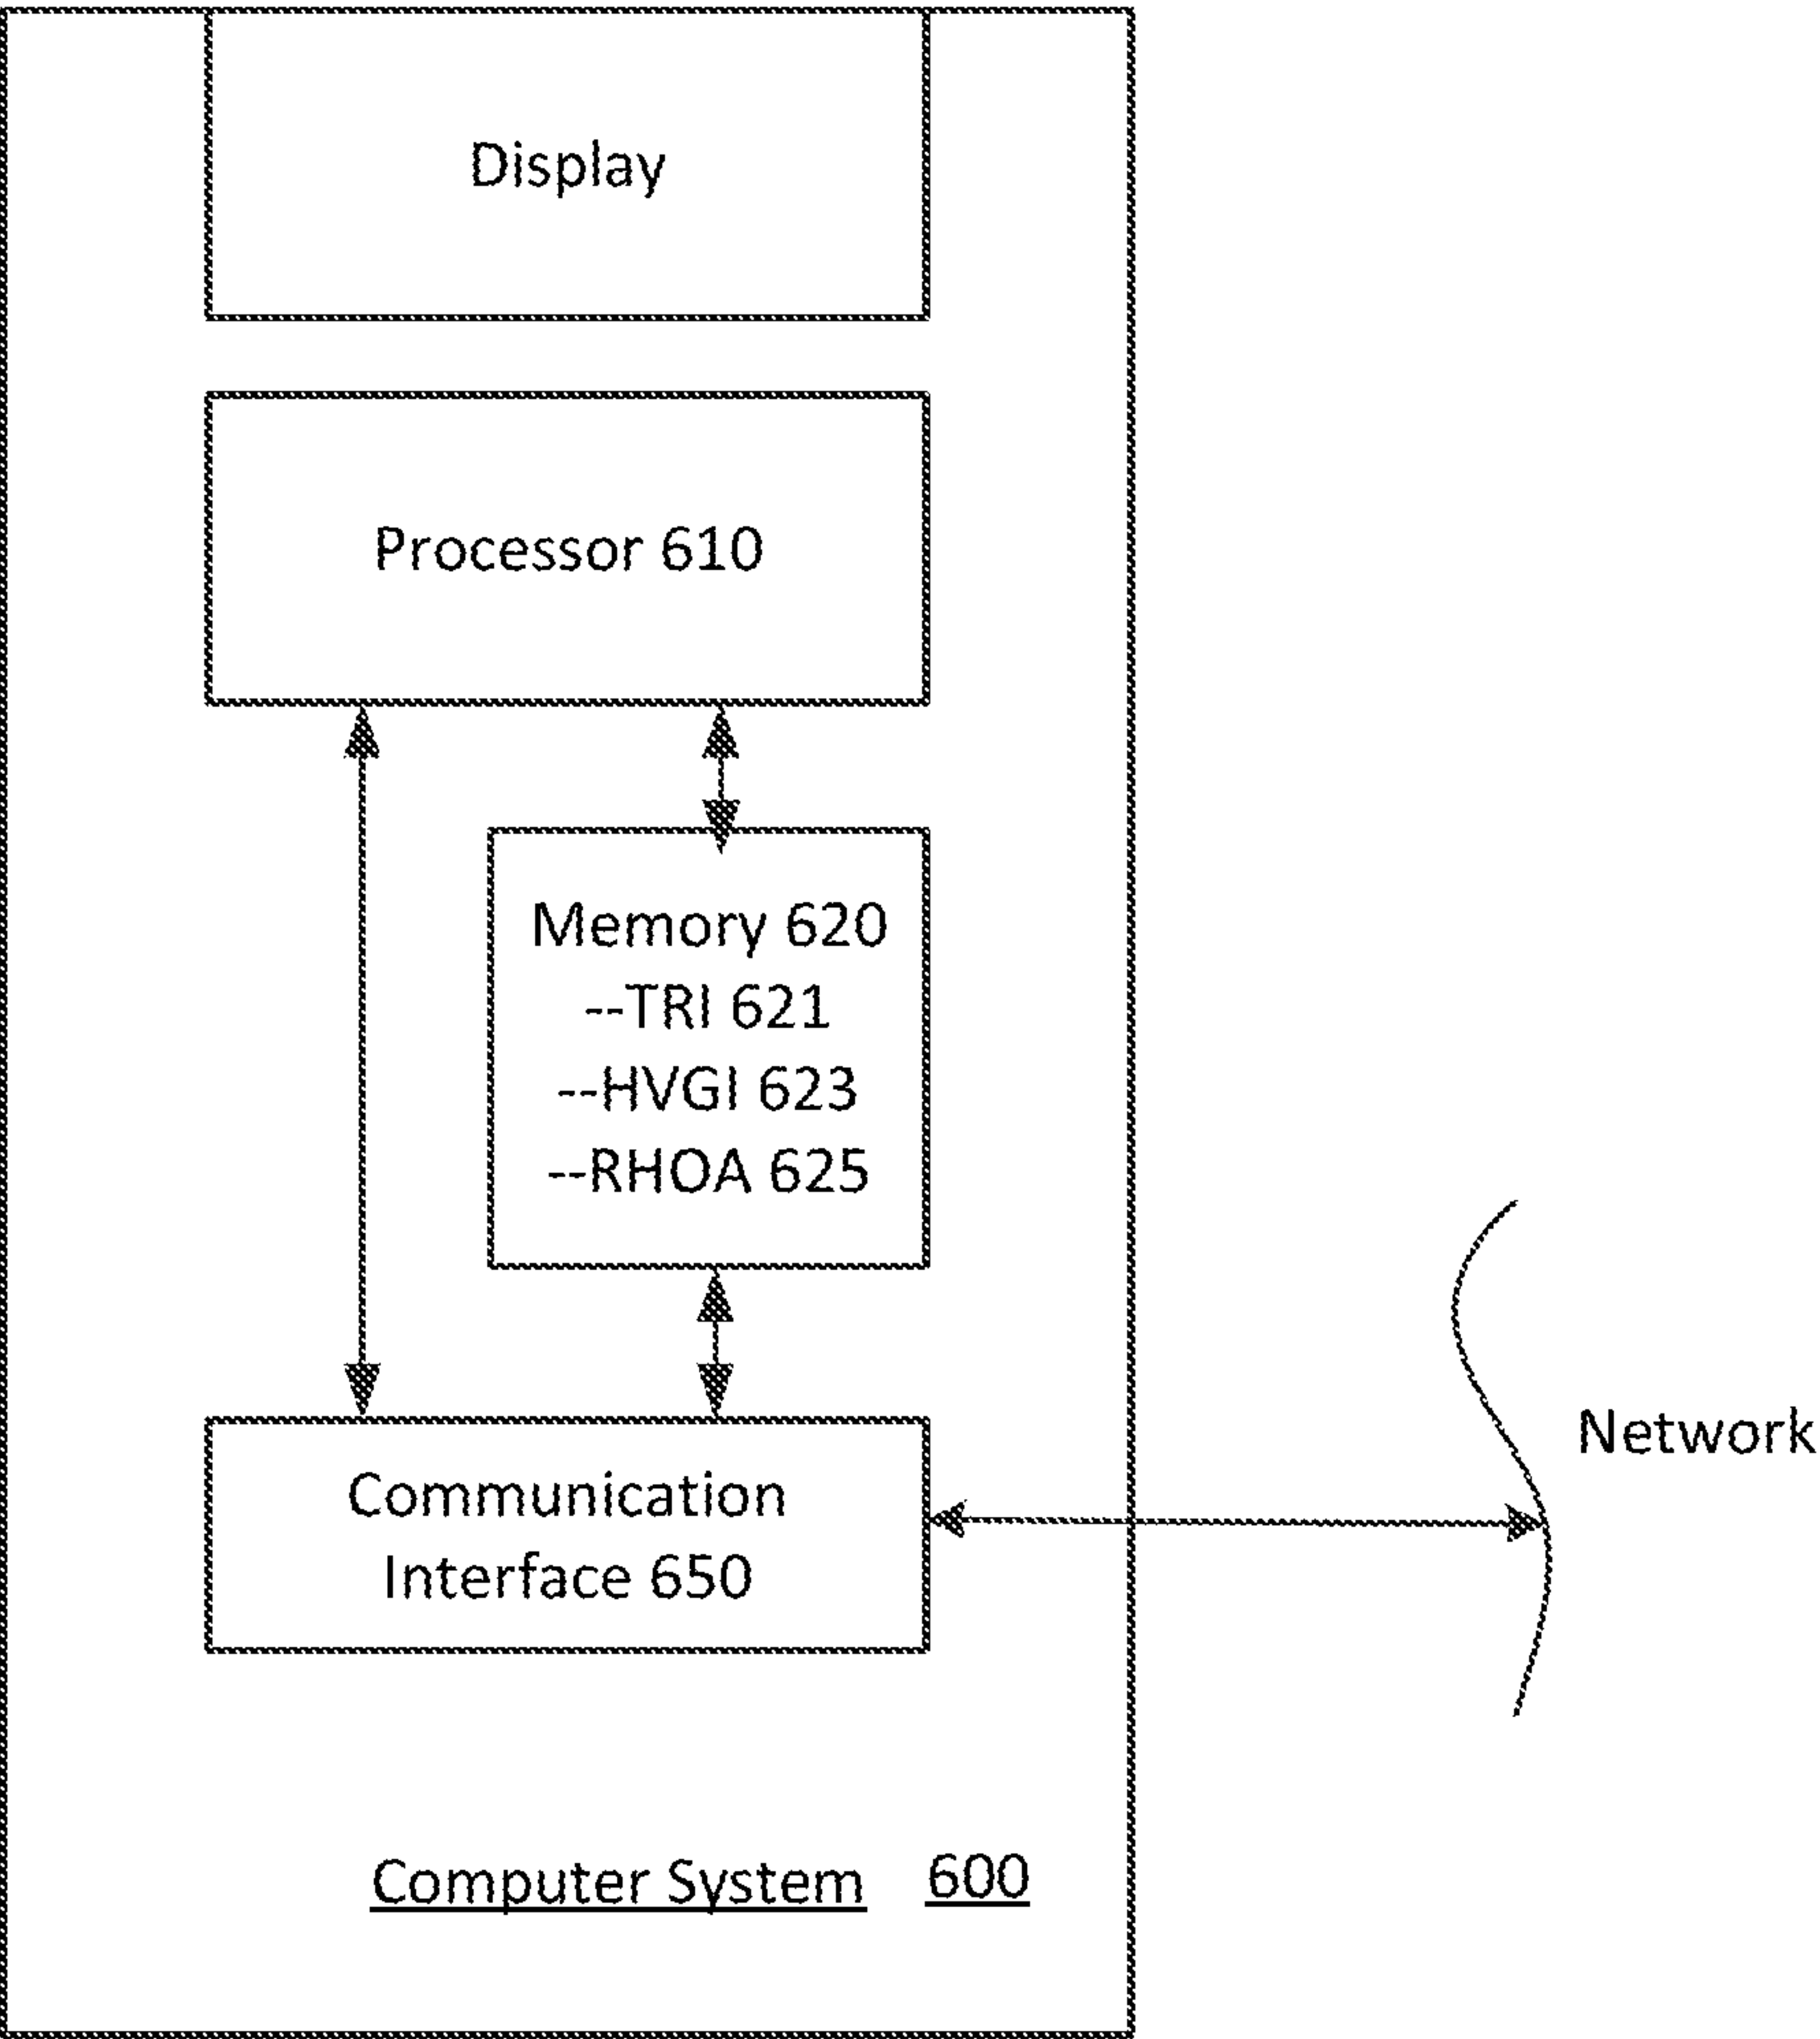 Display
Processor 610
Memory 620
--TRI 621
--HVGI 623
--RHOA 625
Communication
Interface 650
Network
Computer System 600